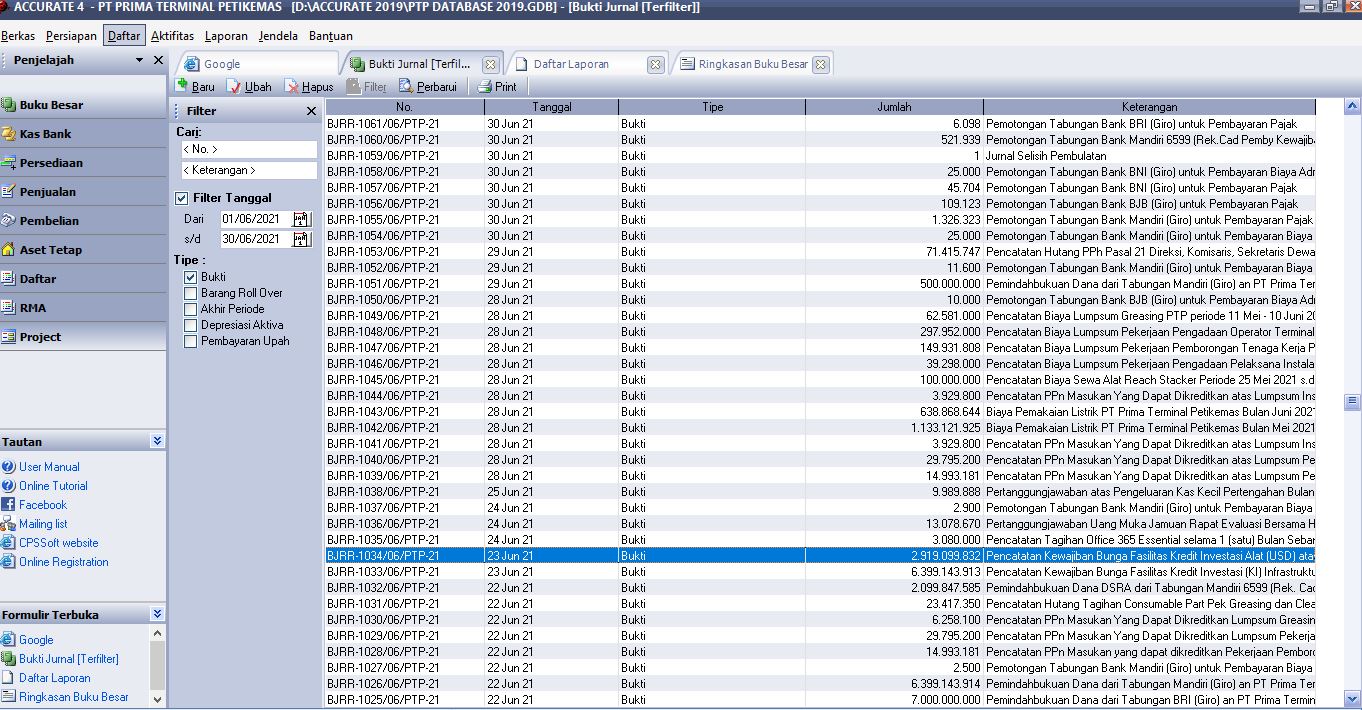 ACCURATE 4 - PT PRIMA TERMINAL PETIKEMAS [D:\ACCURATE 2019\PTP DATABASE 2019.GDB] - [Bukti Jurnal [Terfilter]]
Berkas Persiapan Daftar Aktifitas Laporan Jendela Bantuan
Penjelajah
Google
Bukti Jurnal [Terfil...
Daftar Laporan
Ringkasan Buku Besar
Baru Ubah Hapus Filter Perbarui Print
Buku Besar
Kas Bank
Persediaan
Penjualan
Pembelian
Aset Tetap
Daftar
RMA
Project
Tautan
User Manual
Online Tutorial
Facebook
Mailing list
CPSSoft website
Online Registration
Formulir Terbuka
Google
Bukti Jurnal [Terfilter]
Daftar Laporan
Ringkasan Buku Besar
Filter
Cari:
< No. >
< Keterangan >
Filter Tanggal
Dari 01/06/2021
s/d 30/06/2021
Tipe :
Bukti
Barang Roll Over
Akhir Periode
Depresiasi Aktiva
Pembayaran Upah
No. Tanggal Tipe Jumlah Keterangan
BJRR-1061/06/PTP-21 30 Jun 21 Bukti 6.098 Pemotongan Tabungan Bank BRI (Giro) untuk Pembayaran Pajak
BJRR-1060/06/PTP-21 30 Jun 21 Bukti 521.939 Pemotongan Tabungan Bank Mandiri 6599 (Rek.Cad Pemby Kewajib
BJRR-1059/06/PTP-21 30 Jun 21 Bukti 1 Jurnal Selisih Pembulatan
BJRR-1058/06/PTP-21 30 Jun 21 Bukti 25.000 Pemotongan Tabungan Bank BNI (Giro) untuk Pembayaran Biaya Adr
BJRR-1057/06/PTP-21 30 Jun 21 Bukti 45.704 Pemotongan Tabungan Bank BNI (Giro) untuk Pembayaran Pajak
BJRR-1056/06/PTP-21 30 Jun 21 Bukti 109.123 Pemotongan Tabungan Bank BJB (Giro) untuk Pembayaran Pajak
BJRR-1055/06/PTP-21 30 Jun 21 Bukti 1.326.323 Pemotongan Tabungan Bank Mandiri (Giro) untuk Pembayaran Pajak
BJRR-1054/06/PTP-21 30 Jun 21 Bukti 25.000 Pemotongan Tabungan Bank Mandiri (Giro) untuk Pembayaran Biaya
BJRR-1053/06/PTP-21 29 Jun 21 Bukti 71.415.747 Pencatatan Hutang PPh Pasal 21 Direksi, Komisaris, Sekretaris Dewa
BJRR-1052/06/PTP-21 29 Jun 21 Bukti 11.600 Pemotongan Tabungan Bank Mandiri (Giro) untuk Pembayaran Biaya
BJRR-1051/06/PTP-21 29 Jun 21 Bukti 500.000.000 Pemindahbukuan Dana dari Tabungan Mandiri (Giro) an PT Prima Ter
BJRR-1050/06/PTP-21 28 Jun 21 Bukti 10.000 Pemotongan Tabungan Bank BJB (Giro) untuk Pembayaran Biaya Adr
BJRR-1049/06/PTP-21 28 Jun 21 Bukti 62.581.000 Pencatatan Biaya Lumpsum Greasing PTP periode 11 Mei - 10 Juni 20
BJRR-1048/06/PTP-21 28 Jun 21 Bukti 297.952.000 Pencatatan Biaya Lumpsum Pekerjaan Pengadaan Operator Terminal
BJRR-1047/06/PTP-21 28 Jun 21 Bukti 149.931.808 Pencatatan Biaya Lumpsum Pekerjaan Pemborongan Tenaga Kerja P
BJRR-1046/06/PTP-21 28 Jun 21 Bukti 39.298.000 Pencatatan Biaya Lumpsum Pekerjaan Pengadaan Pelaksana Instala
BJRR-1045/06/PTP-21 28 Jun 21 Bukti 100.000.000 Pencatatan Biaya Sewa Alat Reach Stacker Periode 25 Mei 2021 s.d
BJRR-1044/06/PTP-21 28 Jun 21 Bukti 3.929.800 Pencatatan PPn Masukan Yang Dapat Dikreditkan atas Lumpsum Ins
BJRR-1043/06/PTP-21 28 Jun 21 Bukti 638.868.644 Biaya Pemakaian Listrik PT Prima Terminal Petikemas Bulan Juni 2021
BJRR-1042/06/PTP-21 28 Jun 21 Bukti 1.133.121.925 Biaya Pemakaian Listrik PT Prima Terminal Petikemas Bulan Mei 2021
BJRR-1041/06/PTP-21 28 Jun 21 Bukti 3.929.800 Pencatatan PPn Masukan Yang Dapat Dikreditkan atas Lumpsum Ins
BJRR-1040/06/PTP-21 28 Jun 21 Bukti 29.795.200 Pencatatan PPn Masukan Yang Dapat Dikreditkan atas Lumpsum Pe
BJRR-1039/06/PTP-21 28 Jun 21 Bukti 14.993.181 Pencatatan PPn Masukan Yang Dapat Dikreditkan atas Lumpsum Pe
BJRR-1038/06/PTP-21 25 Jun 21 Bukti 9.989.888 Pertanggungjawaban atas Pengeluaran Kas Kecil Pertengahan Bulan
BJRR-1037/06/PTP-21 24 Jun 21 Bukti 2.900 Pemotongan Tabungan Bank Mandiri (Giro) untuk Pembayaran Biaya
BJRR-1036/06/PTP-21 24 Jun 21 Bukti 13.078.670 Pertanggungjawaban Uang Muka Jamuan Rapat Evaluasi Bersama H
BJRR-1035/06/PTP-21 24 Jun 21 Bukti 3.080.000 Pencatatan Tagihan Office 365 Essential selama 1 (satu) Bulan Sebar
BJRR-1034/06/PTP-21 23 Jun 21 Bukti 2.919.099.832 Pencatatan Kewajiban Bunga Fasilitas Kredit Investasi Alat (USD) ata
BJRR-1033/06/PTP-21 23 Jun 21 Bukti 6.399.143.913 Pencatatan Kewajiban Bunga Fasilitas Kredit Investasi (KI) Infrastruktu
BJRR-1032/06/PTP-21 22 Jun 21 Bukti 2.099.847.585 Pemindahbukuan Dana DSRA dari Tabungan Mandiri 6599 (Rek. Cad
BJRR-1031/06/PTP-21 22 Jun 21 Bukti 23.417.350 Pencatatan Hutang Tagihan Consumable Part Pek Greasing dan Clea
BJRR-1030/06/PTP-21 22 Jun 21 Bukti 6.258.100 Pencatatan PPn Masukan Yang Dapat Dikreditkan Lumpsum Greasin
BJRR-1029/06/PTP-21 22 Jun 21 Bukti 29.795.200 Pencatatan PPn Masukan Yang Dapat Dikreditkan Lumpsum Pekerja
BJRR-1028/06/PTP-21 22 Jun 21 Bukti 14.993.181 Pencatatan PPn Masukan yang dapat dikreditkan Pekerjaan Pemborc
BJRR-1027/06/PTP-21 22 Jun 21 Bukti 2.500 Pemotongan Tabungan Bank Mandiri (Giro) untuk Pembayaran Biaya
BJRR-1026/06/PTP-21 22 Jun 21 Bukti 6.399.143.914 Pemindahbukuan Dana dari Tabungan Mandiri (Giro) an PT Prima Ter
BJRR-1025/06/PTP-21 22 Jun 21 Bukti 7.000.000.000 Pemindahbukuan Dana dari Tabungan BRI (Giro) an PT Prima Termin